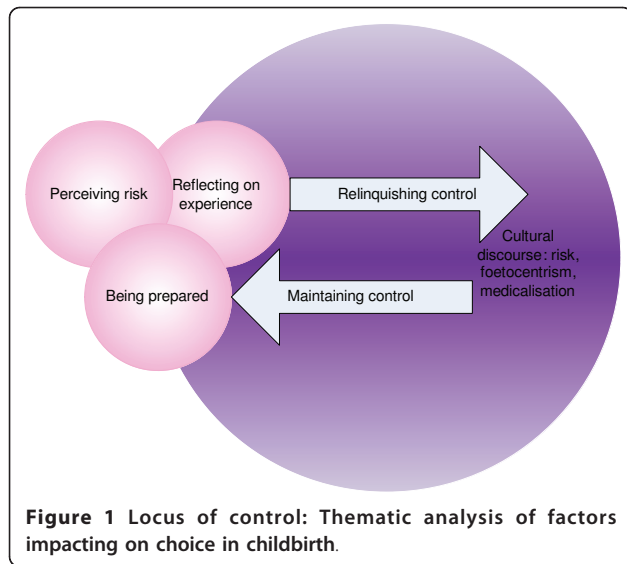 Perceiving risk
Reflecting on
experience
Relinquishing control
Cultural
discourse: risk,
foetocentrism,
medicalisation
Being prepared
Maintaining control
Figure 1 Locus of control: Thematic analysis of factors
impacting on choice in childbirth.